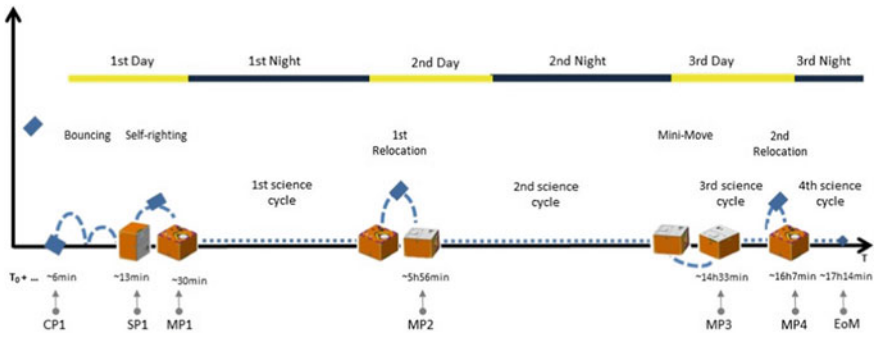 1st Day
1st Night
2nd Day
2nd Night
3rd Day
3rd Night
Bouncing
Self-righting
1st
Relocation
Mini-Move
2nd
Relocation
1st science
cycle
2nd science
cycle
3rd science
cycle
4th science
cycle
T
T₀ + ...
~6min
~13min
~30min
~5h56min
~14h33min
~16h7min
~17h14min
CP1
SP1
MP1
MP2
MP3
MP4
EoM